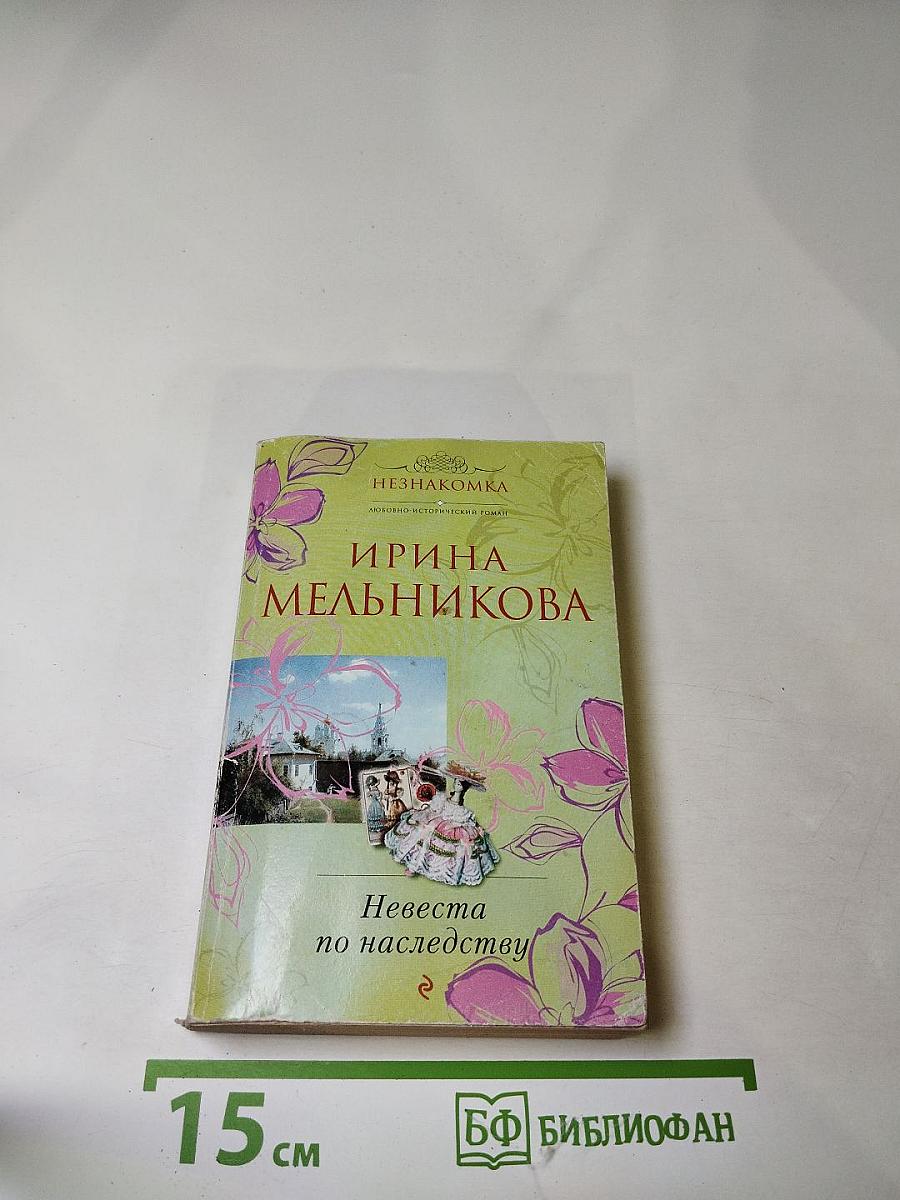 НЕЗНАКОМКА
ЛЮБОВНО-ИСТОРИЧЕСКИЙ РОМАН
ИРИНА
МЕЛЬНИКОВА
Невеста
по наследству
15 см
БФ БИБЛИОФАН